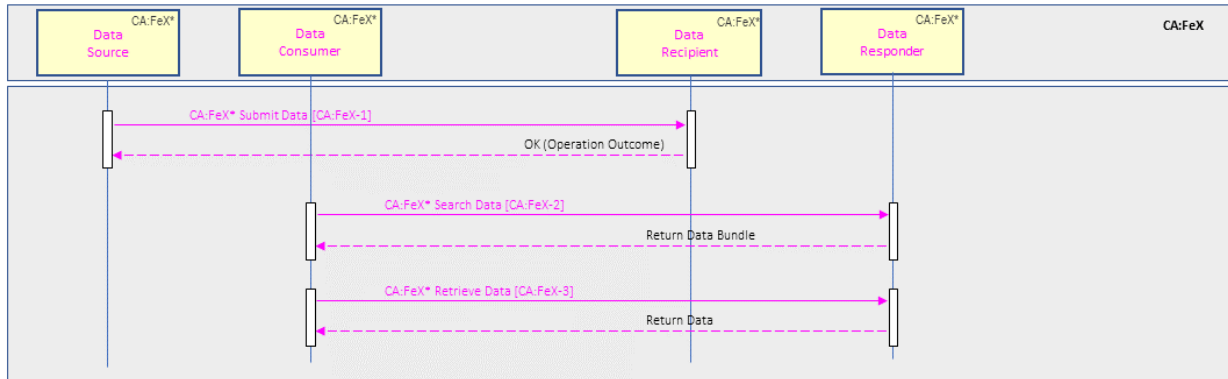 CA:FeX*
Data
Source
CA:FeX*
Data
Consumer
CA:FeX*
Data
Recipient
CA:FeX*
Data
Responder
CA:FeX
CA:FeX* Submit Data [CA:FeX-1]
OK (Operation Outcome)
CA:FeX* Search Data [CA:FeX-2]
Return Data Bundle
CA:FeX* Retrieve Data [CA:FeX-3]
Return Data